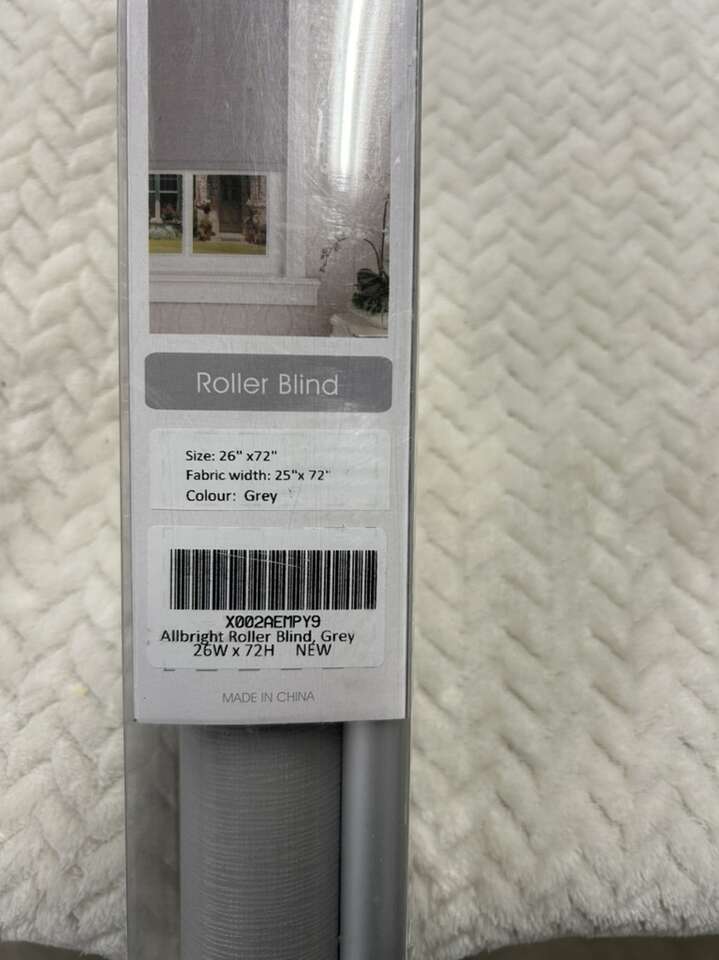 Roller Blind
Size: 26" x72"
Fabric width: 25"x 72"
Colour: Grey
X002AEMPY9
Allbright Roller Blind, Grey
26W x 72H NEW
MADE IN CHINA